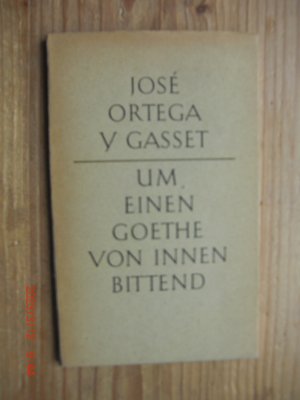 JOSÉ
ORTEGA
Y GASSET
UM
EINEN
GOETHE
VON INNEN
BITTEND